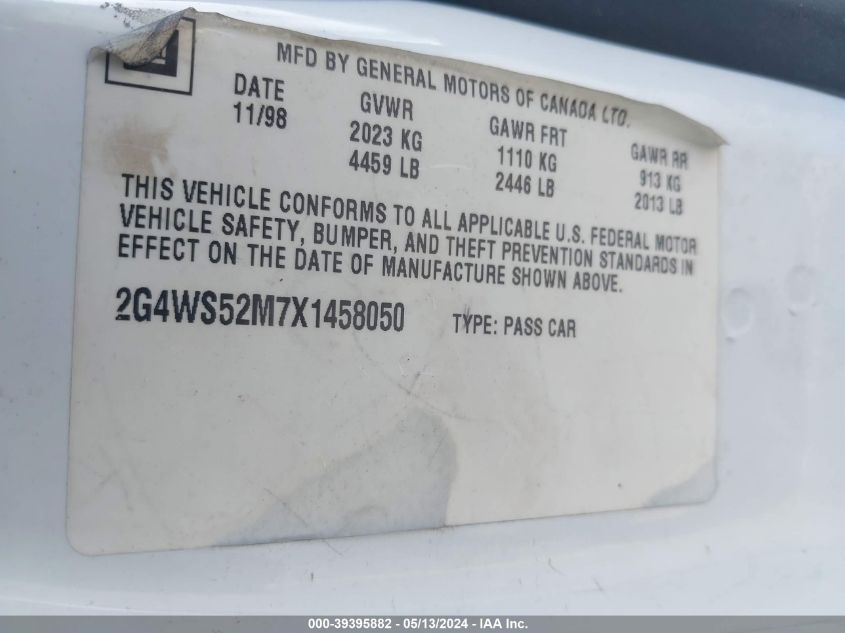 MFD BY GENERAL MOTORS OF CANADA LTD.
DATE GVWR GAWR FRT GAWR RR
11/98 2023 KG 1110 KG 913 KG
4459 LB 2446 LB 2013 LB
THIS VEHICLE CONFORMS TO ALL APPLICABLE U.S. FEDERAL MOTOR
VEHICLE SAFETY, BUMPER, AND THEFT PREVENTION STANDARDS IN
EFFECT ON THE DATE OF MANUFACTURE SHOWN ABOVE.
2G4WS52M7X1458050 TYPE: PASS CAR
000-39395882 / 05/13/2024 - IAA Inc.